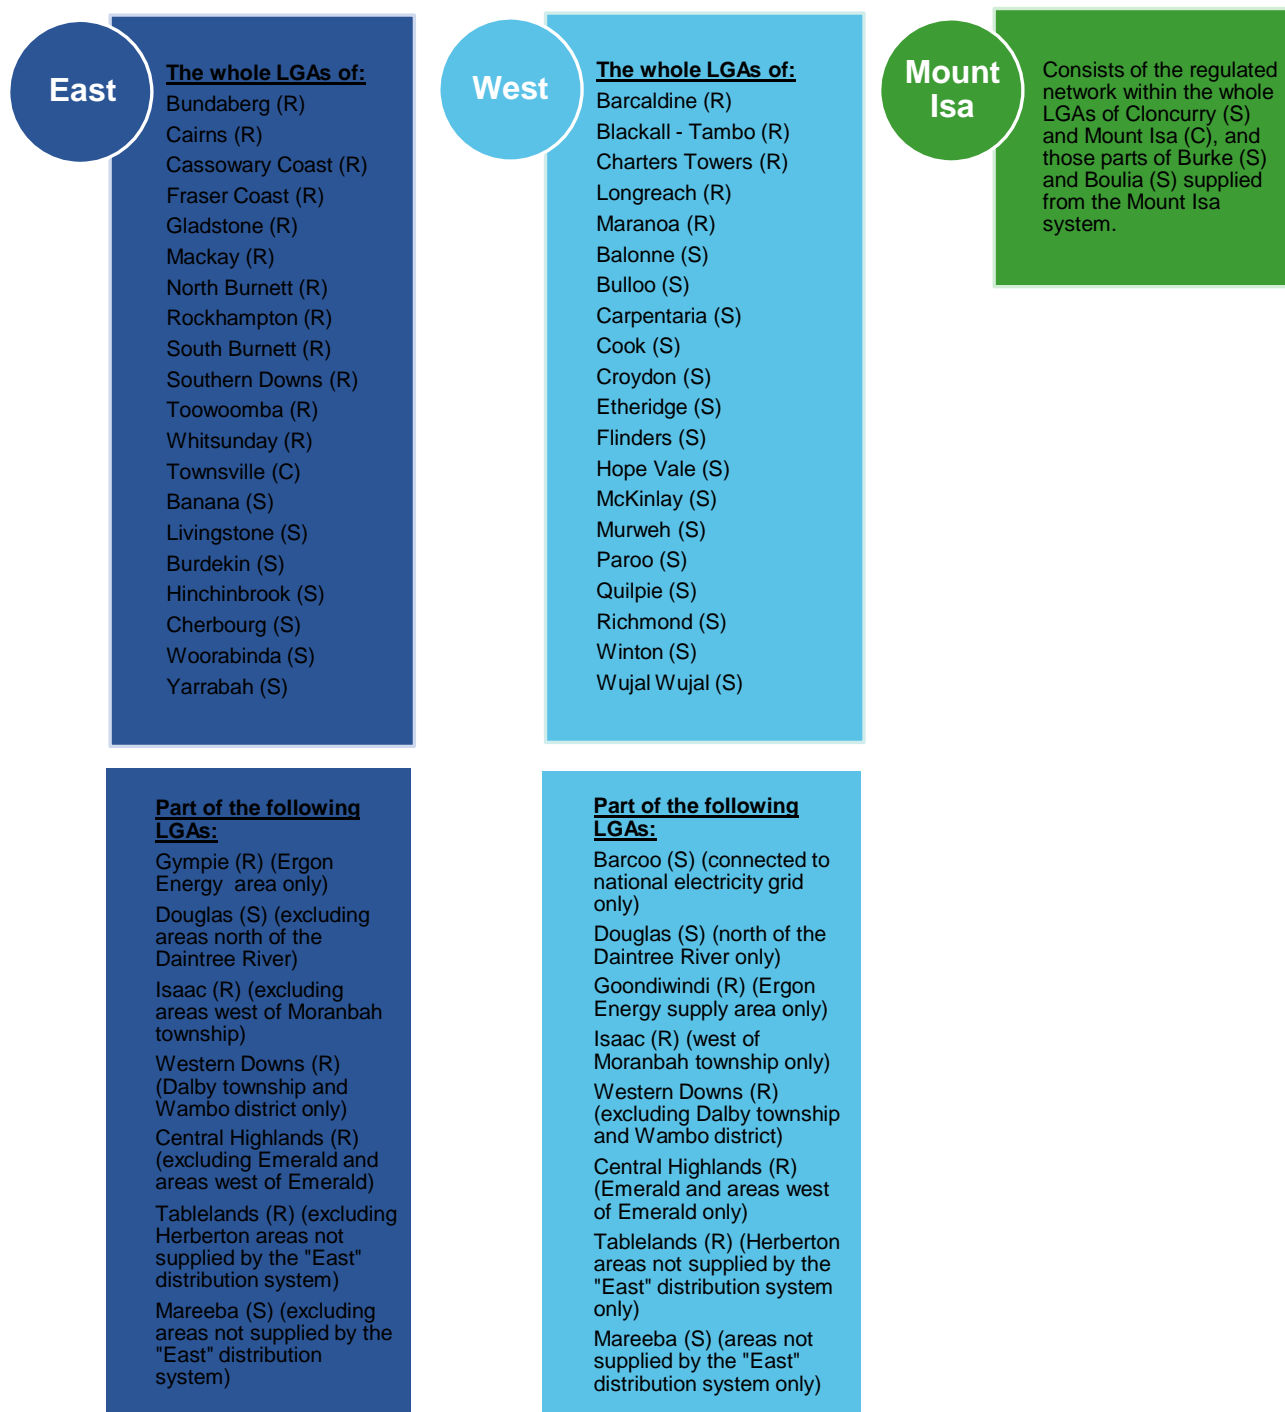 East
The whole LGAs of:
Bundaberg (R)
Cairns (R)
Cassowary Coast (R)
Fraser Coast (R)
Gladstone (R)
Mackay (R)
North Burnett (R)
Rockhampton (R)
South Burnett (R)
Southern Downs (R)
Toowoomba (R)
Whitsunday (R)
Townsville (C)
Banana (S)
Livingstone (S)
Burdekin (S)
Hinchinbrook (S)
Cherbourg (S)
Woorabinda (S)
Yarrabah (S)
Part of the following
LGAs:
Gympie (R) (Ergon
Energy area only)
Douglas (S) (excluding
areas north of the
Daintree River)
Isaac (R) (excluding
areas west of Moranbah
township)
Western Downs (R)
(Dalby township and
Wambo district only)
Central Highlands (R)
(excluding Emerald and
areas west of Emerald)
Tablelands (R) (excluding
Herberton areas not
supplied by the "East"
distribution system)
Mareeba (S) (excluding
areas not supplied by the
"East" distribution
system)
West
The whole LGAs of:
Barcaldine (R)
Blackall - Tambo (R)
Charters Towers (R)
Longreach (R)
Maranoa (R)
Balonne (S)
Bulloo (S)
Carpentaria (S)
Cook (S)
Croydon (S)
Etheridge (S)
Flinders (S)
Hope Vale (S)
McKinlay (S)
Murweh (S)
Paroo (S)
Quilpie (S)
Richmond (S)
Winton (S)
Wujal Wujal (S)
Part of the following
LGAs:
Barcoo (S) (connected to
national electricity grid
only)
Douglas (S) (north of the
Daintree River only)
Goondiwindi (R) (Ergon
Energy supply area only)
Isaac (R) (west of
Moranbah township only)
Western Downs (R)
(excluding Dalby township
and Wambo district)
Central Highlands (R)
(Emerald and areas west
of Emerald only)
Tablelands (R) (Herberton
areas not supplied by the
"East" distribution system
only)
Mareeba (S) (areas not
supplied by the "East"
distribution system only)
Mount
Isa
Consists of the regulated
network within the whole
LGAs of Cloncurry (S)
and Mount Isa (C), and
those parts of Burke (S)
and Boulia (S) supplied
from the Mount Isa
system.